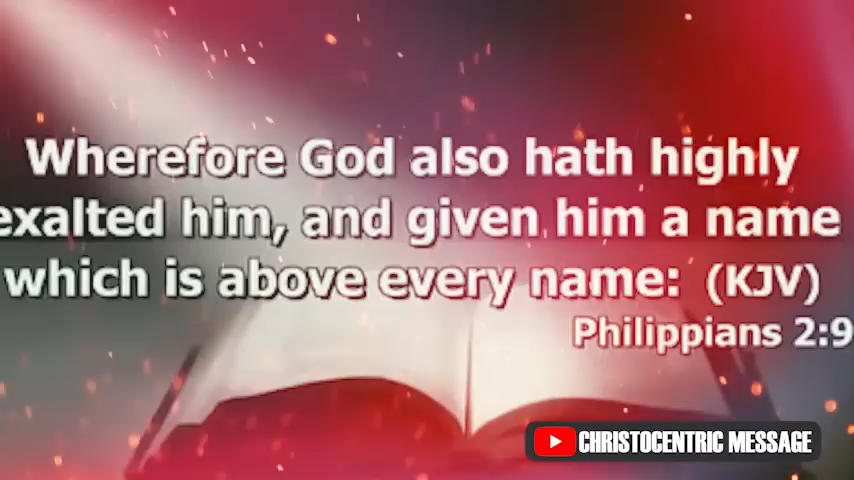 Wherefore God also hath highly
exalted him, and given him a name
which is above every name: (KJV)
Philippians 2:9
CHRISTOCENTRIC MESSAGE